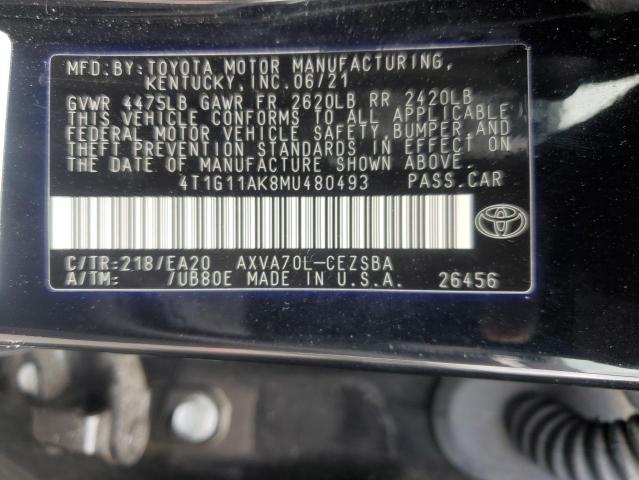 MFD. BY: TOYOTA MOTOR MANUFACTURING,
KENTUCKY, INC. 06/21
GVWR 4475LB GAWR FR 2620LB RR 2420LB
THIS VEHICLE CONFORMS TO ALL APPLICABLE
FEDERAL MOTOR VEHICLE SAFETY, BUMPER, AND
THEFT PREVENTION STANDARDS IN EFFECT ON
THE DATE OF MANUFACTURE SHOWN ABOVE.
4T1G11AK8MU480493 PASS.CAR
C/TR:218/EA20 AXVA70L-CEZSBA
A/TM: /UB80E MADE IN U.S.A. 26456